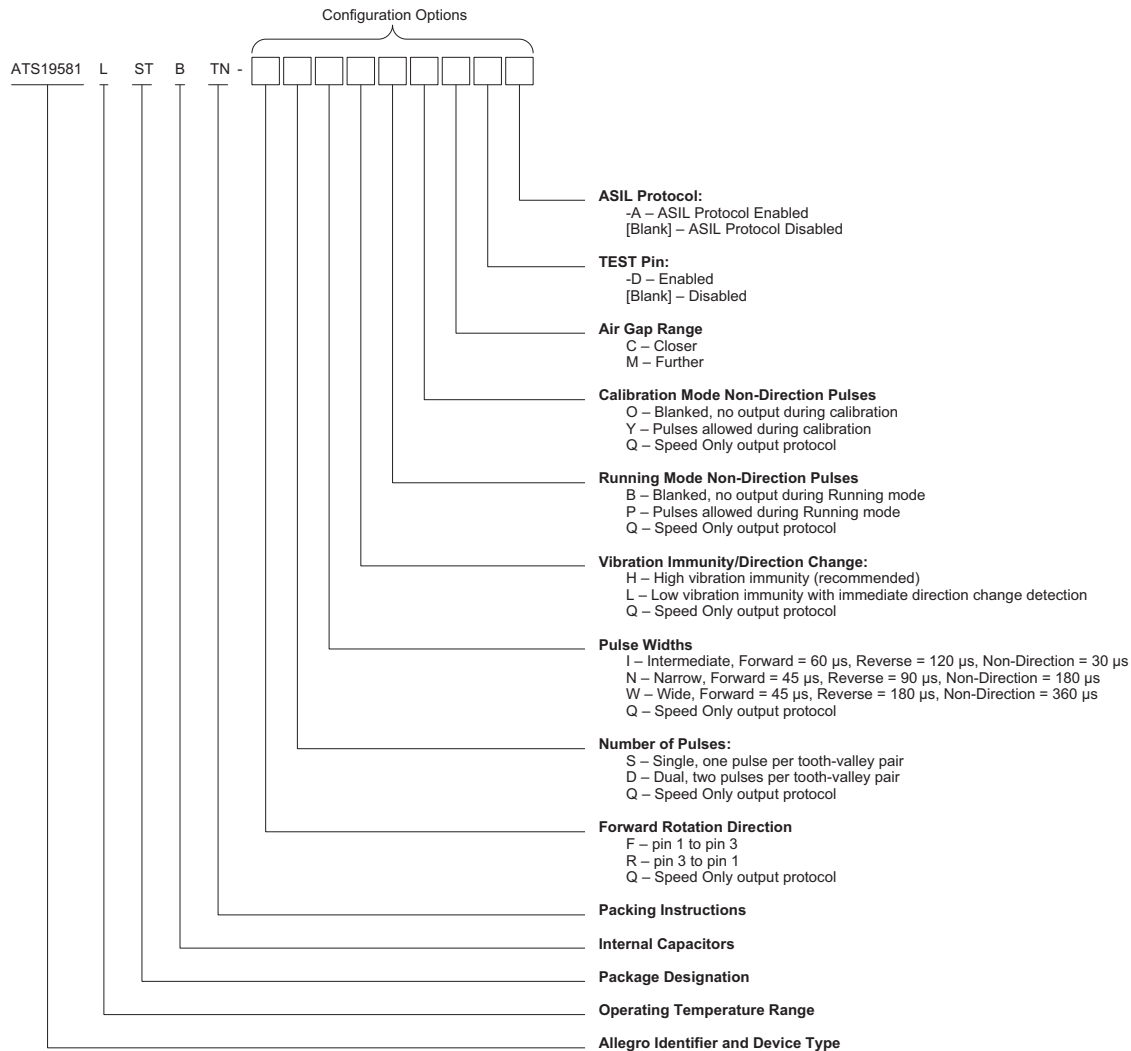 Configuration Options
ATS19581 L ST B TN -
ASIL Protocol:
-A – ASIL Protocol Enabled
[Blank] – ASIL Protocol Disabled
TEST Pin:
-D – Enabled
[Blank] – Disabled
Air Gap Range
C – Closer
M – Further
Calibration Mode Non-Direction Pulses
O – Blanked, no output during calibration
Y – Pulses allowed during calibration
Q – Speed Only output protocol
Running Mode Non-Direction Pulses
B – Blanked, no output during Running mode
P – Pulses allowed during Running mode
Q – Speed Only output protocol
Vibration Immunity/Direction Change:
H – High vibration immunity (recommended)
L – Low vibration immunity with immediate direction change detection
Q – Speed Only output protocol
Pulse Widths
I – Intermediate, Forward = 60 µs, Reverse = 120 µs, Non-Direction = 30 µs
N – Narrow, Forward = 45 µs, Reverse = 90 µs, Non-Direction = 180 µs
W – Wide, Forward = 45 µs, Reverse = 180 µs, Non-Direction = 360 µs
Q – Speed Only output protocol
Number of Pulses:
S – Single, one pulse per tooth-valley pair
D – Dual, two pulses per tooth-valley pair
Q – Speed Only output protocol
Forward Rotation Direction
F – pin 1 to pin 3
R – pin 3 to pin 1
Q – Speed Only output protocol
Packing Instructions
Internal Capacitors
Package Designation
Operating Temperature Range
Allegro Identifier and Device Type